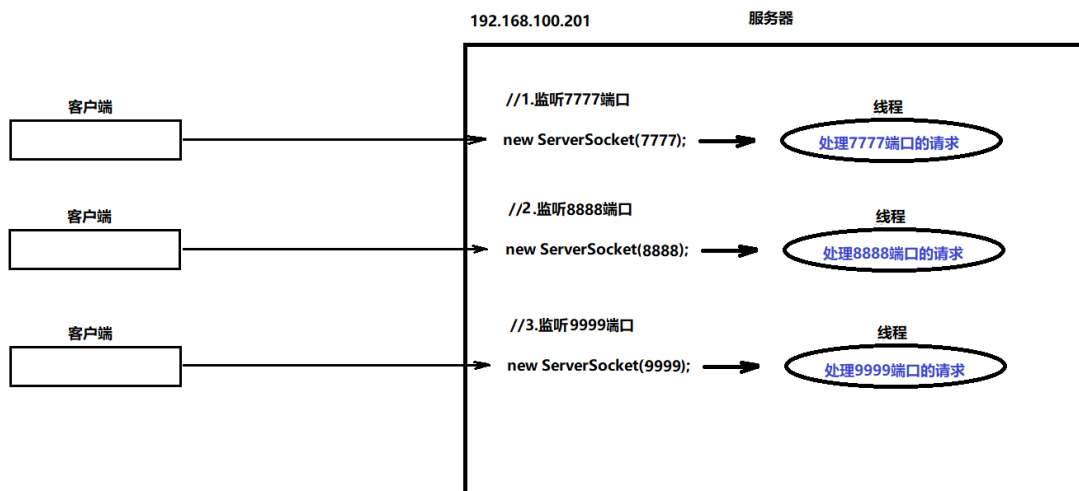 192.168.100.201
服务器
客户端
//1.监听7777端口
new ServerSocket(7777);
线程
处理7777端口的请求
客户端
//2.监听8888端口
new ServerSocket(8888);
线程
处理8888端口的请求
客户端
//3.监听9999端口
new ServerSocket(9999);
线程
处理9999端口的请求